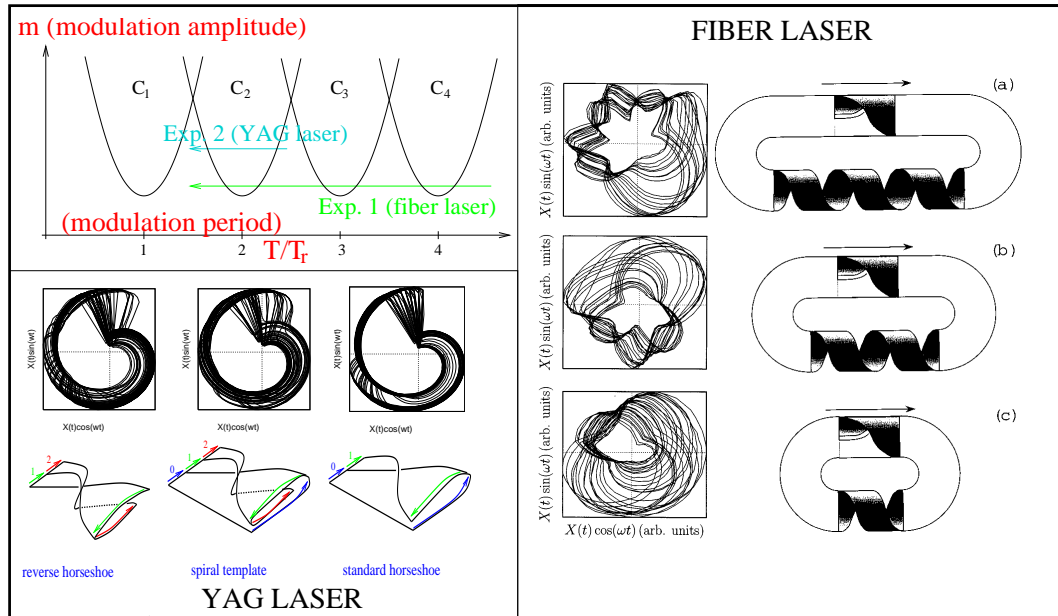 m (modulation amplitude)
C1 C2 C3 C4
Exp. 2 (YAG laser)
Exp. 1 (fiber laser)
(modulation period)
1 2 3 4
T/Tr
X(t)sin(wt) X(t)sin(wt) X(t)sin(wt)
X(t)cos(wt) X(t)cos(wt) X(t)cos(wt)
1 2 0 1 2 0 1
reverse horseshoe spiral template standard horseshoe
YAG LASER
FIBER LASER
X(t) sin(ωt) (arb. units)
(a)
X(t) sin(ωt) (arb. units)
(b)
X(t) sin(ωt) (arb. units)
(c)
X(t) cos(ωt) (arb. units)